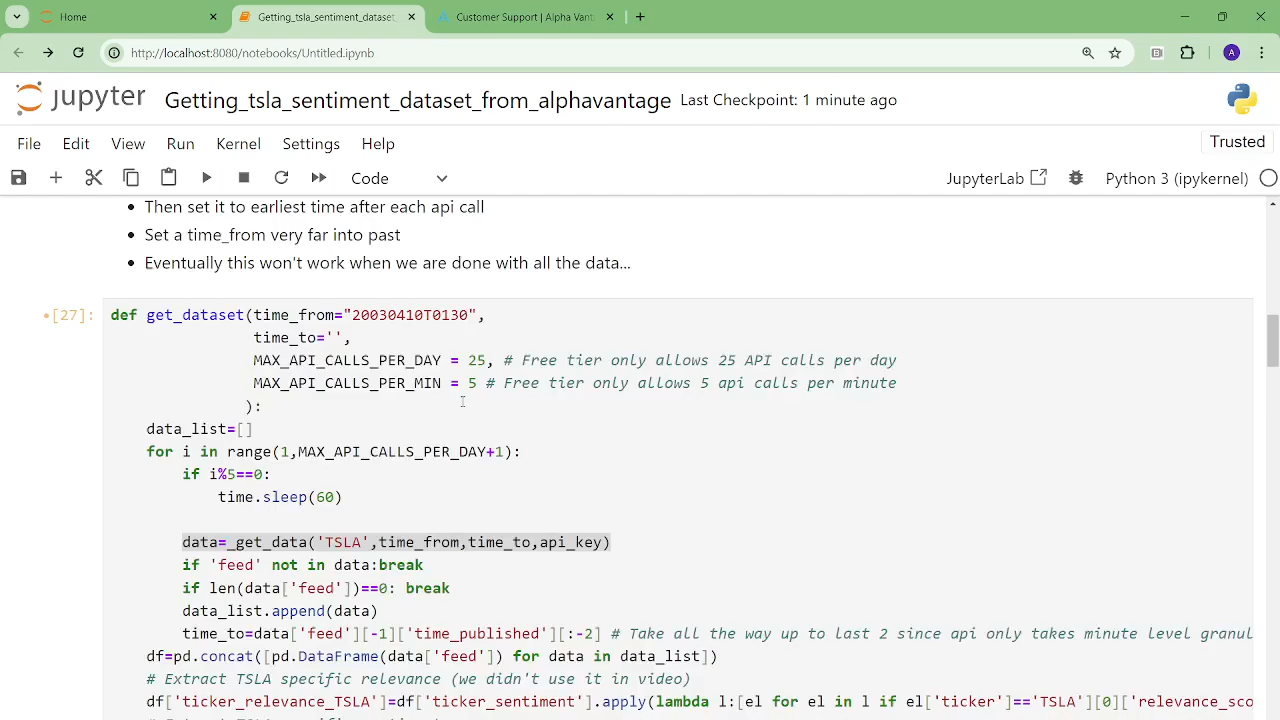 Home
Getting_tsla_sentiment_dataset
Customer Support | Alpha Vant
http://localhost:8080/notebooks/Untitled.ipynb
A
jupyter Getting_tsla_sentiment_dataset_from_alphavantage Last Checkpoint: 1 minute ago
File Edit View Run Kernel Settings Help Trusted
Code JupyterLab Python 3 (ipykernel)
• Then set it to earliest time after each api call
• Set a time_from very far into past
• Eventually this won't work when we are done with all the data...
•[27]: def get_dataset(time_from="20030410T0130",
time_to='',
MAX_API_CALLS_PER_DAY = 25, # Free tier only allows 25 API calls per day
MAX_API_CALLS_PER_MIN = 5 # Free tier only allows 5 api calls per minute
):
data_list=[]
for i in range(1,MAX_API_CALLS_PER_DAY+1):
if i%5==0:
time.sleep(60)
data=_get_data('TSLA',time_from,time_to,api_key)
if 'feed' not in data:break
if len(data['feed'])==0: break
data_list.append(data)
time_to=data['feed'][-1]['time_published'][:-2] # Take all the way up to last 2 since api only takes minute level granul
df=pd.concat([pd.DataFrame(data['feed']) for data in data_list])
# Extract TSLA specific relevance (we didn't use it in video)
df['ticker_relevance_TSLA']=df['ticker_sentiment'].apply(lambda l:[el for el in l if el['ticker']=='TSLA'][0]['relevance_sco